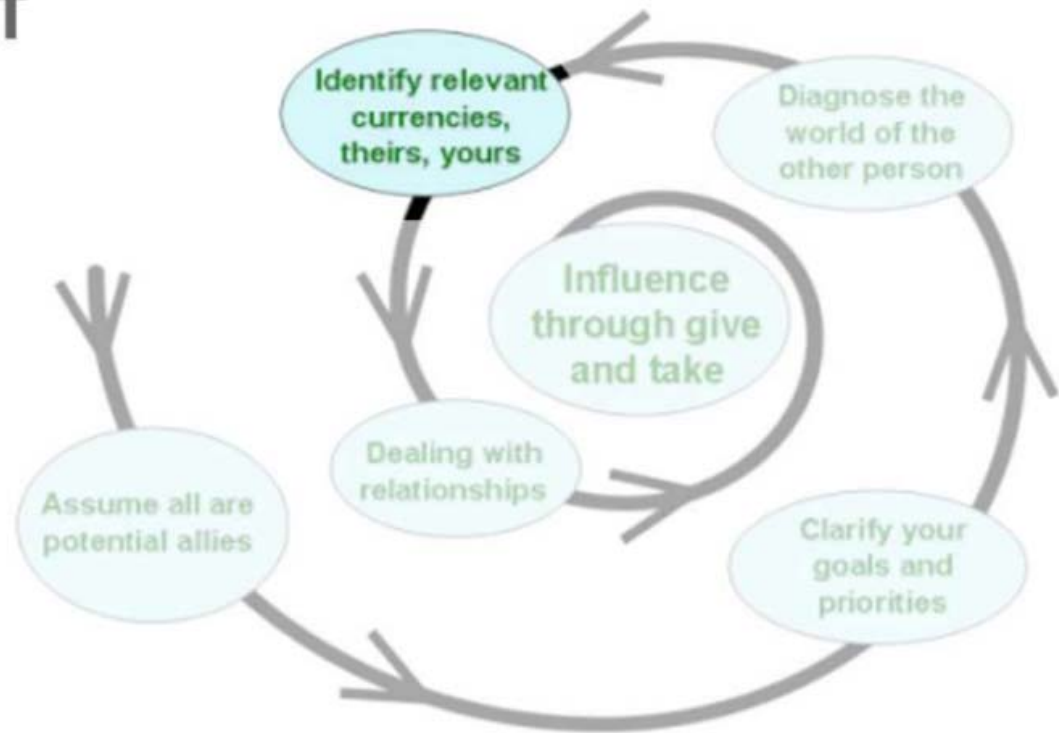 Identify relevant
currencies,
theirs, yours
Diagnose the
world of the
other person
Influence
through give
and take
Dealing with
relationships
Assume all are
potential allies
Clarify your
goals and
priorities